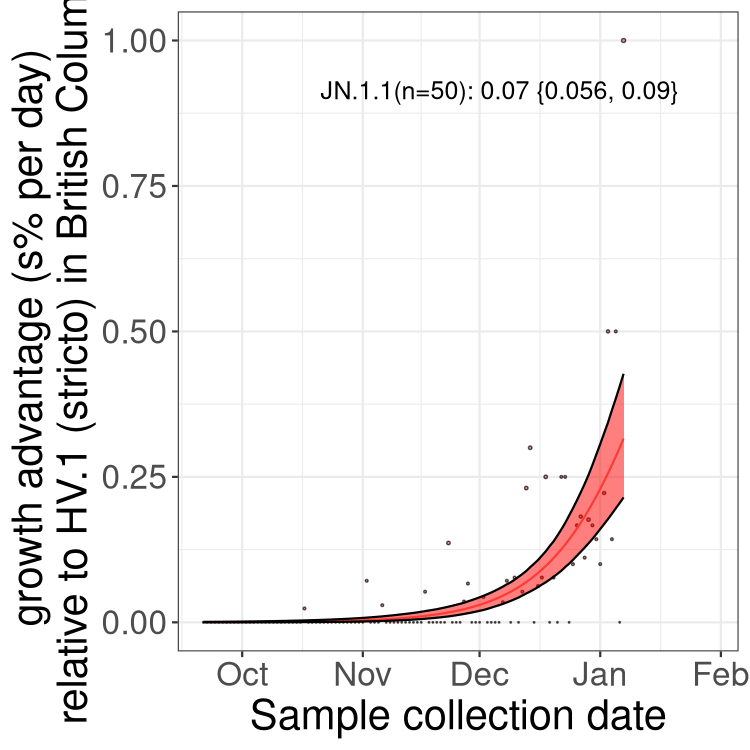 growth advantage (s% per day)
relative to HV.1 (stricto) in British Colum
1.00
0.75
0.50
0.25
0.00
JN.1.1(n=50): 0.07 {0.056, 0.09}
Oct Nov Dec Jan Feb
Sample collection date